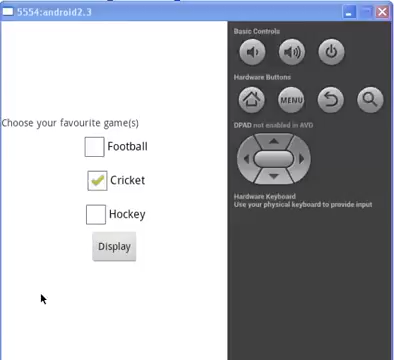 5554:android2.3
Basic Controls
Hardware Buttons
MENU
DPAD not enabled in AVD
Hardware Keyboard
Use your physical keyboard to provide input
Choose your favourite game(s)
Football
Cricket
Hockey
Display